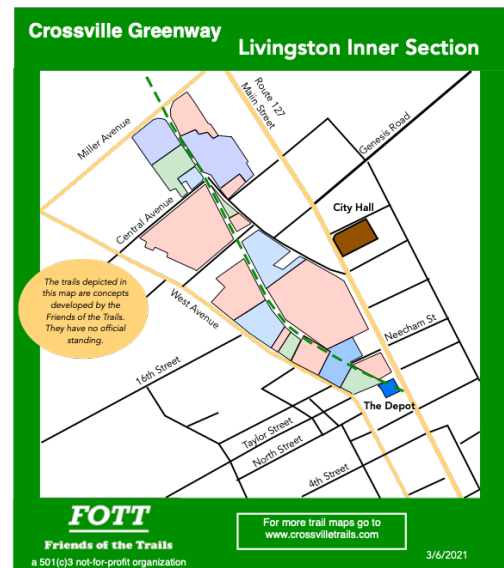 Crossville Greenway
Livingston Inner Section
Route 127
Maiin Street
Miller Avenue
Genesis Road
Central Avenue
City Hall
The trails depicted in
this map are concepts
developed by the
Friends of the Trails.
They have no official
standing.
West Avenue
Needham St
16th Street
The Depot
Taylor Street
North Street
4th Street
FOTT
Friends of the Trails
a 501(c)3 not-for-profit organization
For more trail maps go to
www.crossvilletrails.com
3/6/2021